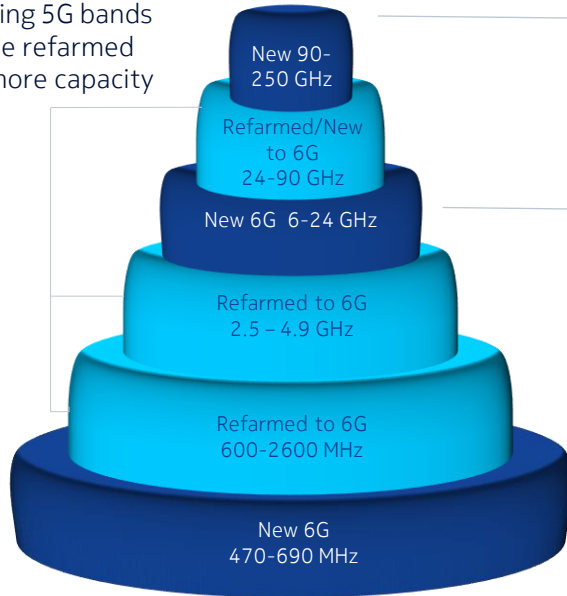 ing 5G bands
e refarmed
more capacity
New 90-
250 GHz
Refarmed/New
to 6G
24-90 GHz
New 6G 6-24 GHz
Refarmed to 6G
2.5 – 4.9 GHz
Refarmed to 6G
600-2600 MHz
New 6G
470-690 MHz